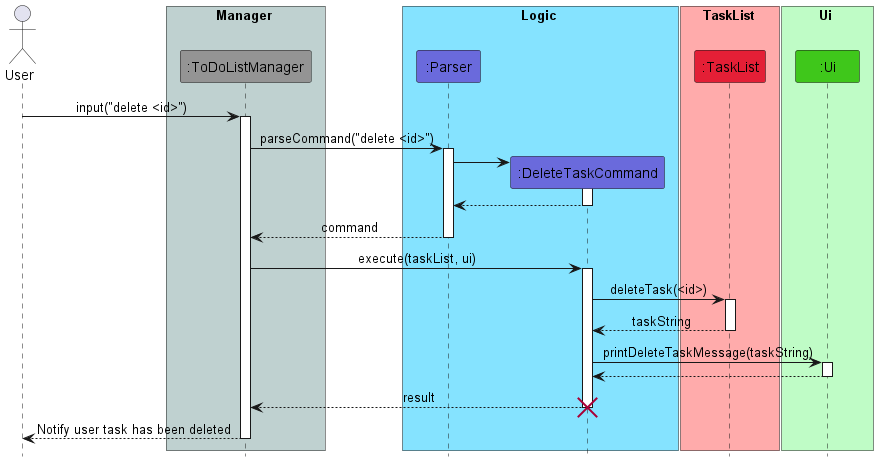 Manager
Logic
TaskList
Ui
User
:ToDoListManager
:Parser
:TaskList
:Ui
input("delete <id>")
parseCommand("delete <id>")
:DeleteTaskCommand
command
execute(taskList, ui)
deleteTask(<id>)
taskString
printDeleteTaskMessage(taskString)
result
Notify user task has been deleted